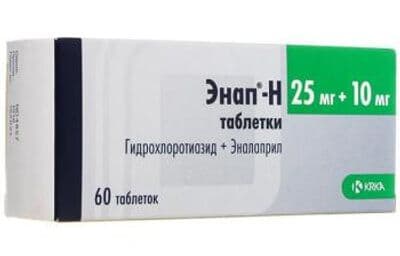 Энап®-Н 25 мг + 10 мг
таблетки
Гидрохлоротиазид + Эналаприл
60 таблеток
KRKA